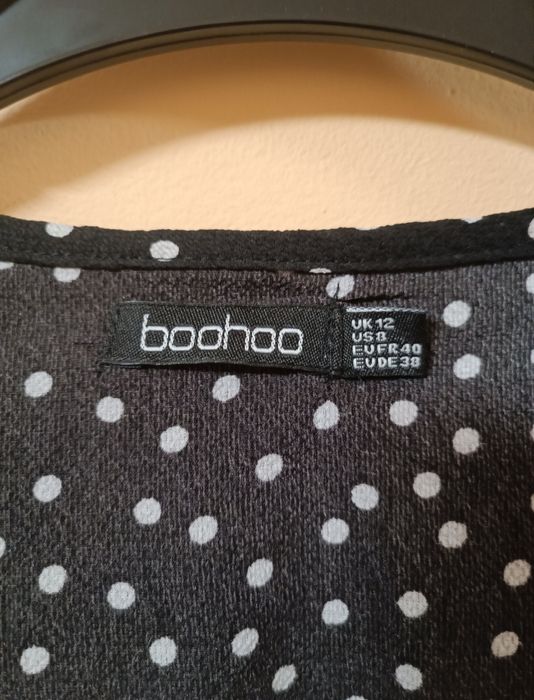 boohoo
UK 12
US 8
EU FR 40
EU DE 38